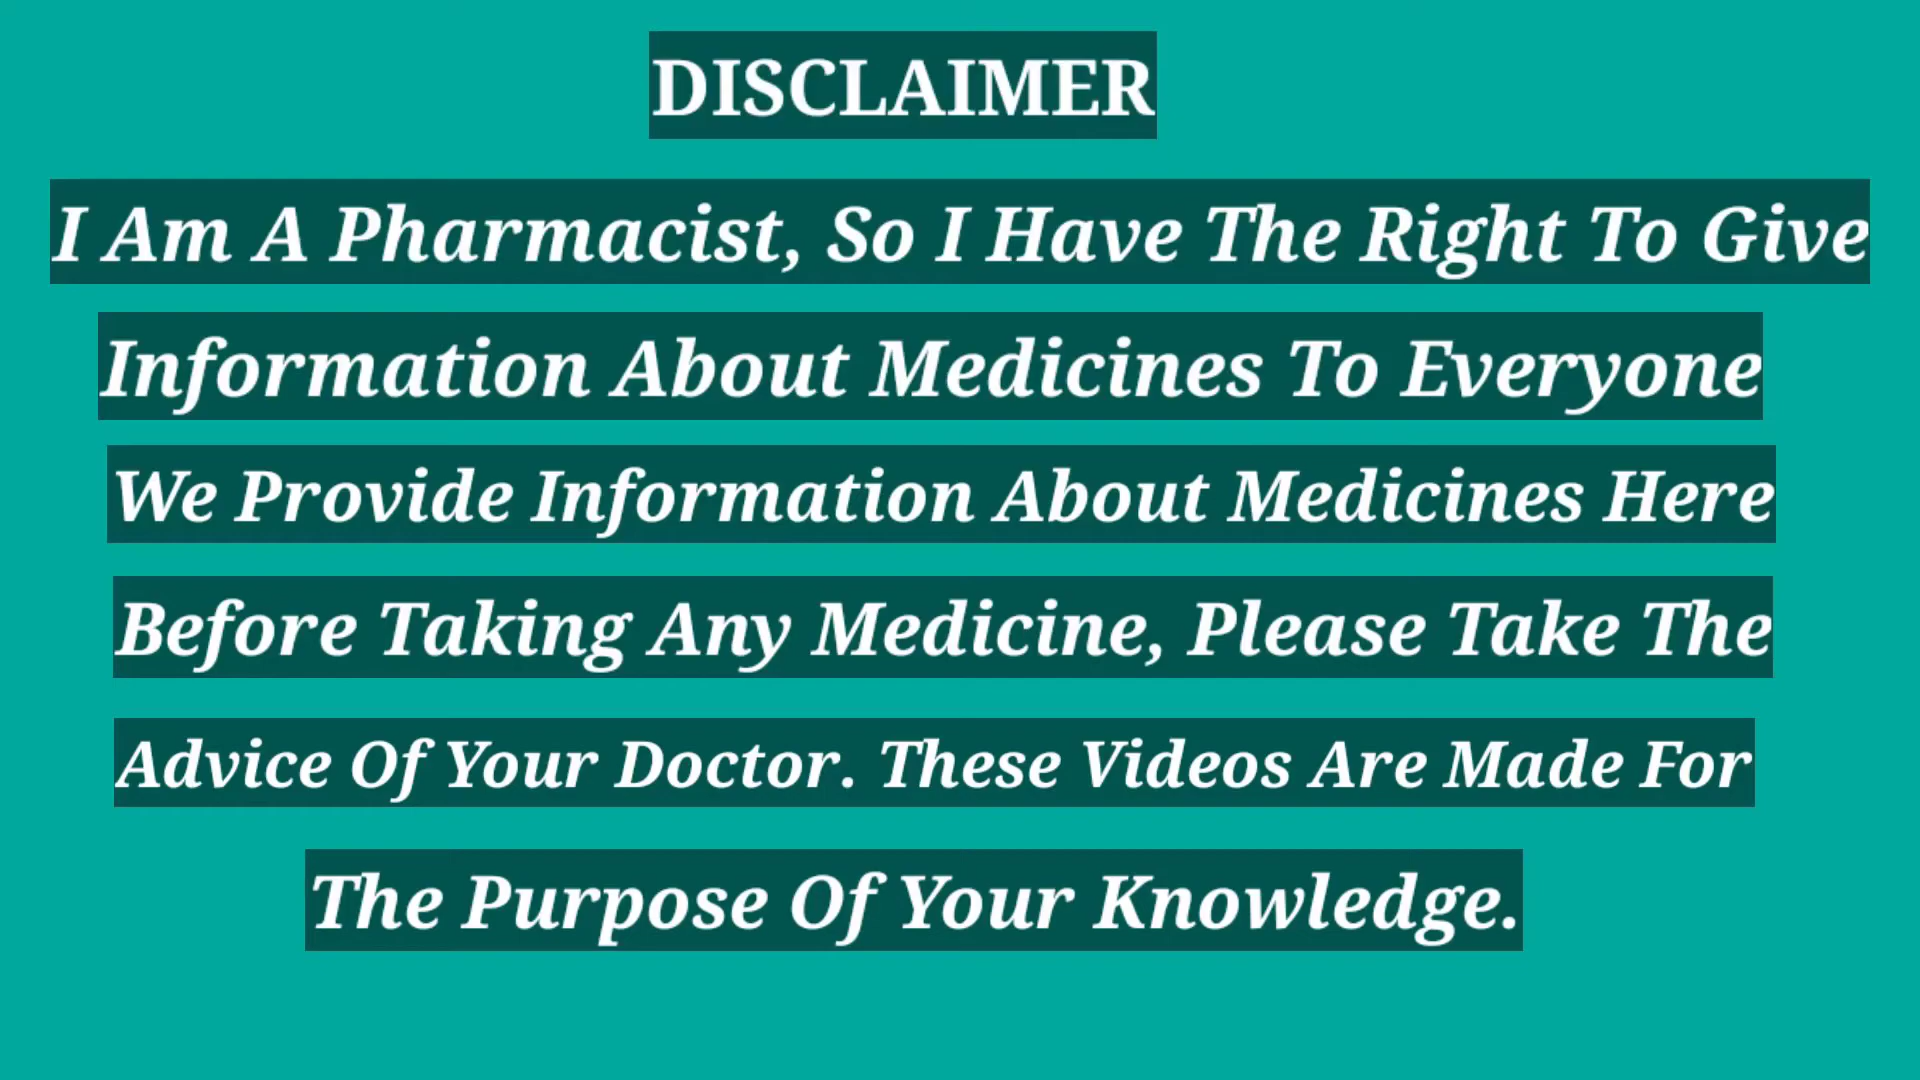 DISCLAIMER
I Am A Pharmacist, So I Have The Right To Give
Information About Medicines To Everyone
We Provide Information About Medicines Here
Before Taking Any Medicine, Please Take The
Advice Of Your Doctor. These Videos Are Made For
The Purpose Of Your Knowledge.